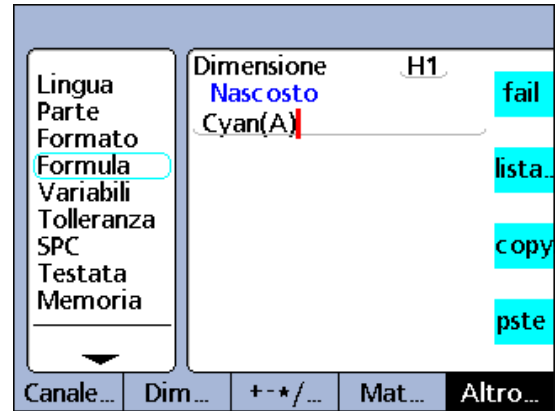 Lingua
Parte
Formato
Formula
Variabili
Tolleranza
SPC
Testata
Memoria
Dimensione H1
Nascosto
Cyan(A)
fail
lista..
copy
pste
Canale... Dim... +-*/... Mat... Altro...